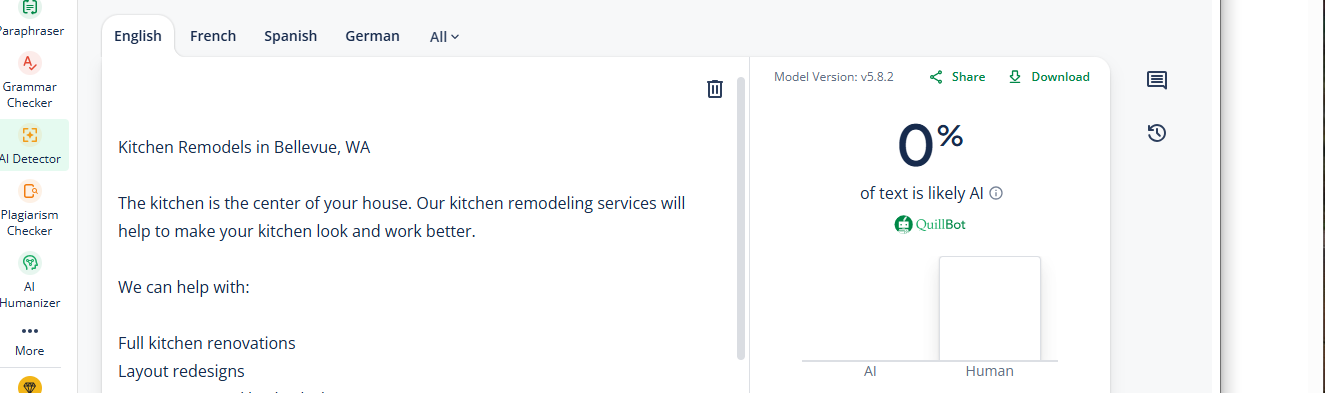 Paraphraser
Grammar
Checker
AI Detector
Plagiarism
Checker
AI
Humanizer
More
English French Spanish German All
Kitchen Remodels in Bellevue, WA
The kitchen is the center of your house. Our kitchen remodeling services will
help to make your kitchen look and work better.
We can help with:
Full kitchen renovations
Layout redesigns
Model Version: v5.8.2 Share Download
0%
of text is likely AI
QuillBot
AI Human